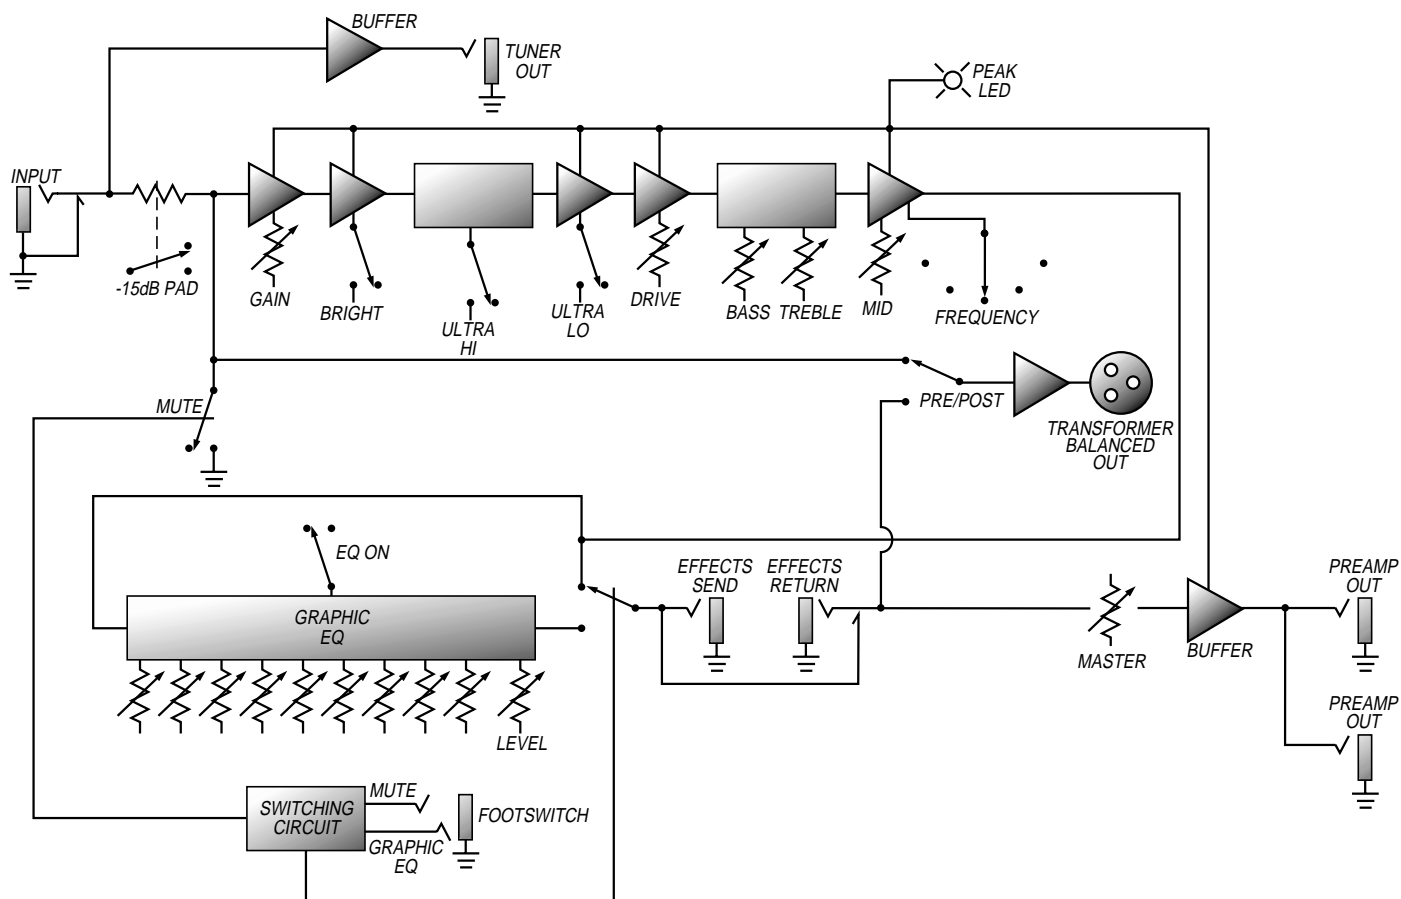 BUFFER
TUNER
OUT
PEAK
LED
INPUT
-15dB PAD
GAIN
BRIGHT
ULTRA
HI
ULTRA
LO
DRIVE
BASS
TREBLE
MID
FREQUENCY
MUTE
PRE/POST
TRANSFORMER
BALANCED
OUT
EQ ON
GRAPHIC
EQ
LEVEL
EFFECTS
SEND
EFFECTS
RETURN
MASTER
BUFFER
PREAMP
OUT
PREAMP
OUT
SWITCHING
CIRCUIT
MUTE
GRAPHIC
EQ
FOOTSWITCH